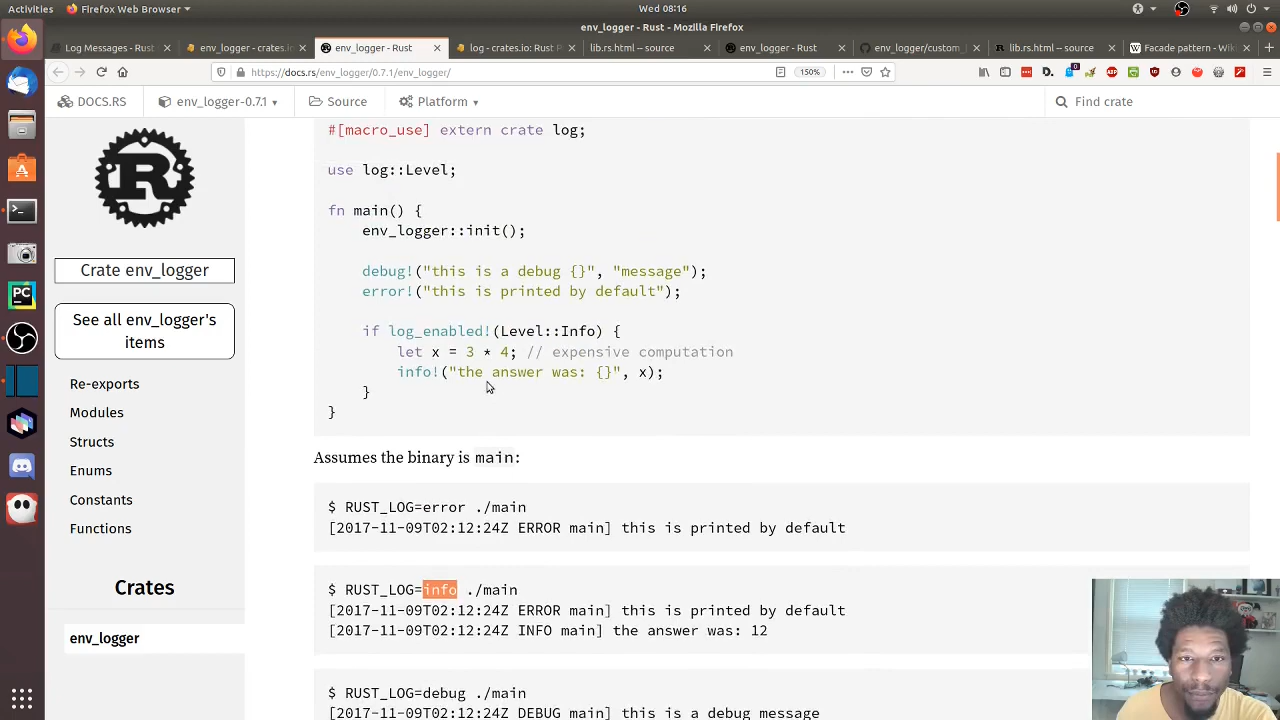 Activities
Firefox Web Browser
Wed 08:16
env_logger - Rust - Mozilla Firefox
Log Messages - Rust
env_logger - crates.in
env_logger - Rust
log - crates.io: Rust P
lib.rs.html -- source
env_logger - Rust
env_logger/custom_l
lib.rs.html -- source
Facade pattern - Wiki
https://docs.rs/env_logger/0.7.1/env_logger/
150%
DOCS.RS
env_logger-0.7.1
Source
Platform
Find crate
Crate env_logger
See all env_logger's
items
Re-exports
Modules
Structs
Enums
Constants
Functions
Crates
env_logger
#[macro_use] extern crate log;
use log::Level;
fn main() {
env_logger::init();
debug!("this is a debug {}", "message");
error!("this is printed by default");
if log_enabled!(Level::Info) {
let x = 3 * 4; // expensive computation
info!("the answer was: {}", x);
}
}
Assumes the binary is main:
$ RUST_LOG=error ./main
[2017-11-09T02:12:24Z ERROR main] this is printed by default
$ RUST_LOG=info ./main
[2017-11-09T02:12:24Z ERROR main] this is printed by default
[2017-11-09T02:12:24Z INFO main] the answer was: 12
$ RUST_LOG=debug ./main
[2017-11-09T02:12:24Z DEBUG main] this is a debug message